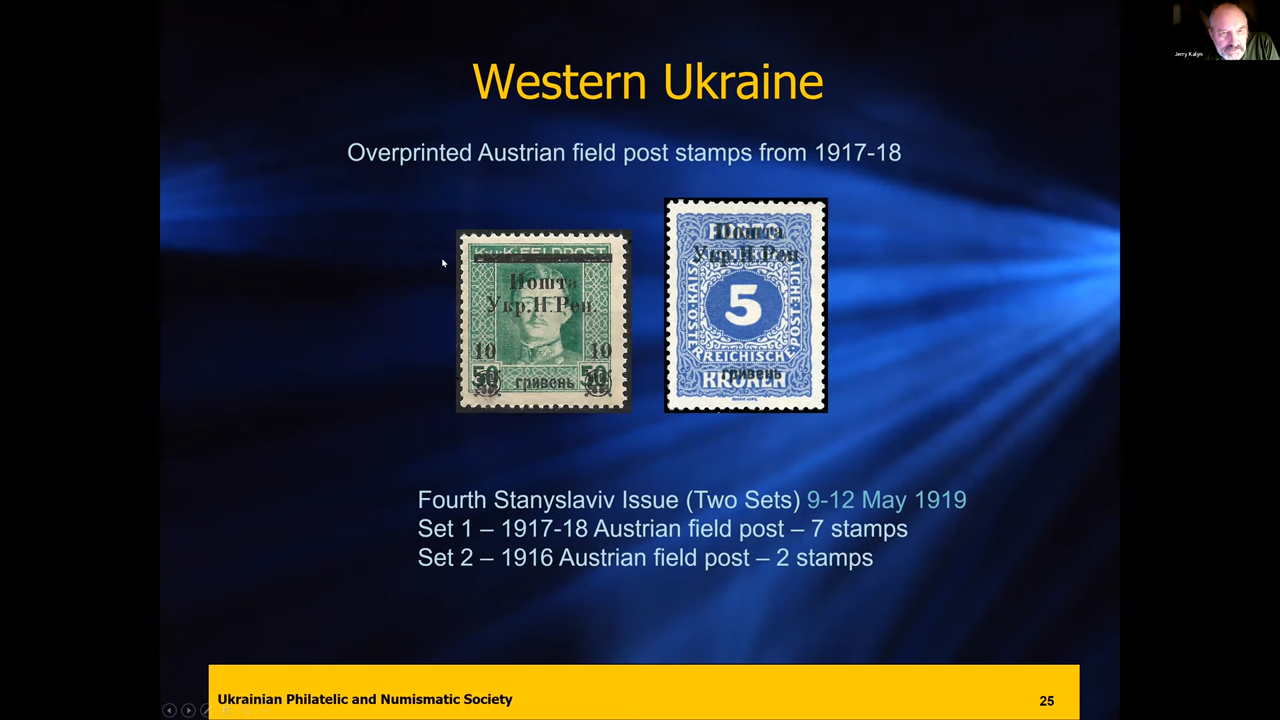 Jerry Kalyn
Western Ukraine
Overprinted Austrian field post stamps from 1917-18
K.u.K. FELDPOST
Пошта
Укр.Н.Реп.
10 10
50 гривень 50
Пошта
Укр.Н.Реп.
5
REICHISCHE
гривень
KRONEN
Fourth Stanyslaviv Issue (Two Sets) 9-12 May 1919
Set 1 – 1917-18 Austrian field post – 7 stamps
Set 2 – 1916 Austrian field post – 2 stamps
Ukrainian Philatelic and Numismatic Society
25